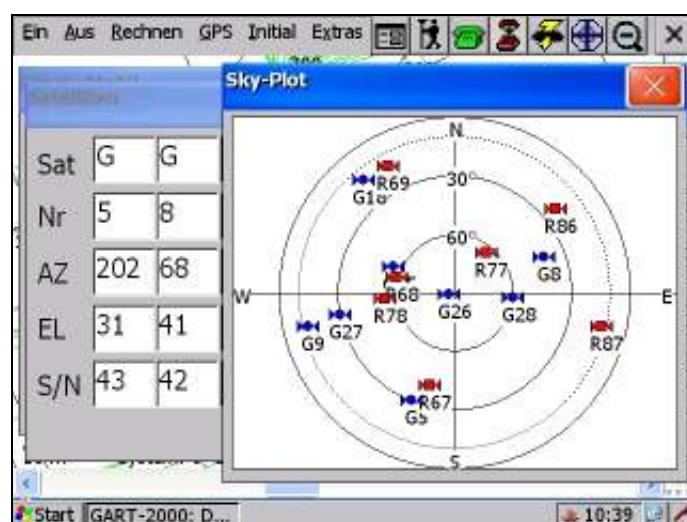 Ein Aus Rechnen GPS Initial Extras
Sky-Plot
Sat G G
Nr 5 8
AZ 202 68
EL 31 41
S/N 43 42
N
30°
60°
W
E
S
R69
R86
R77
G8
R68
R78
G26
G28
G27
G9
R87
R67
G5
Start GART-2000: D...
10:39